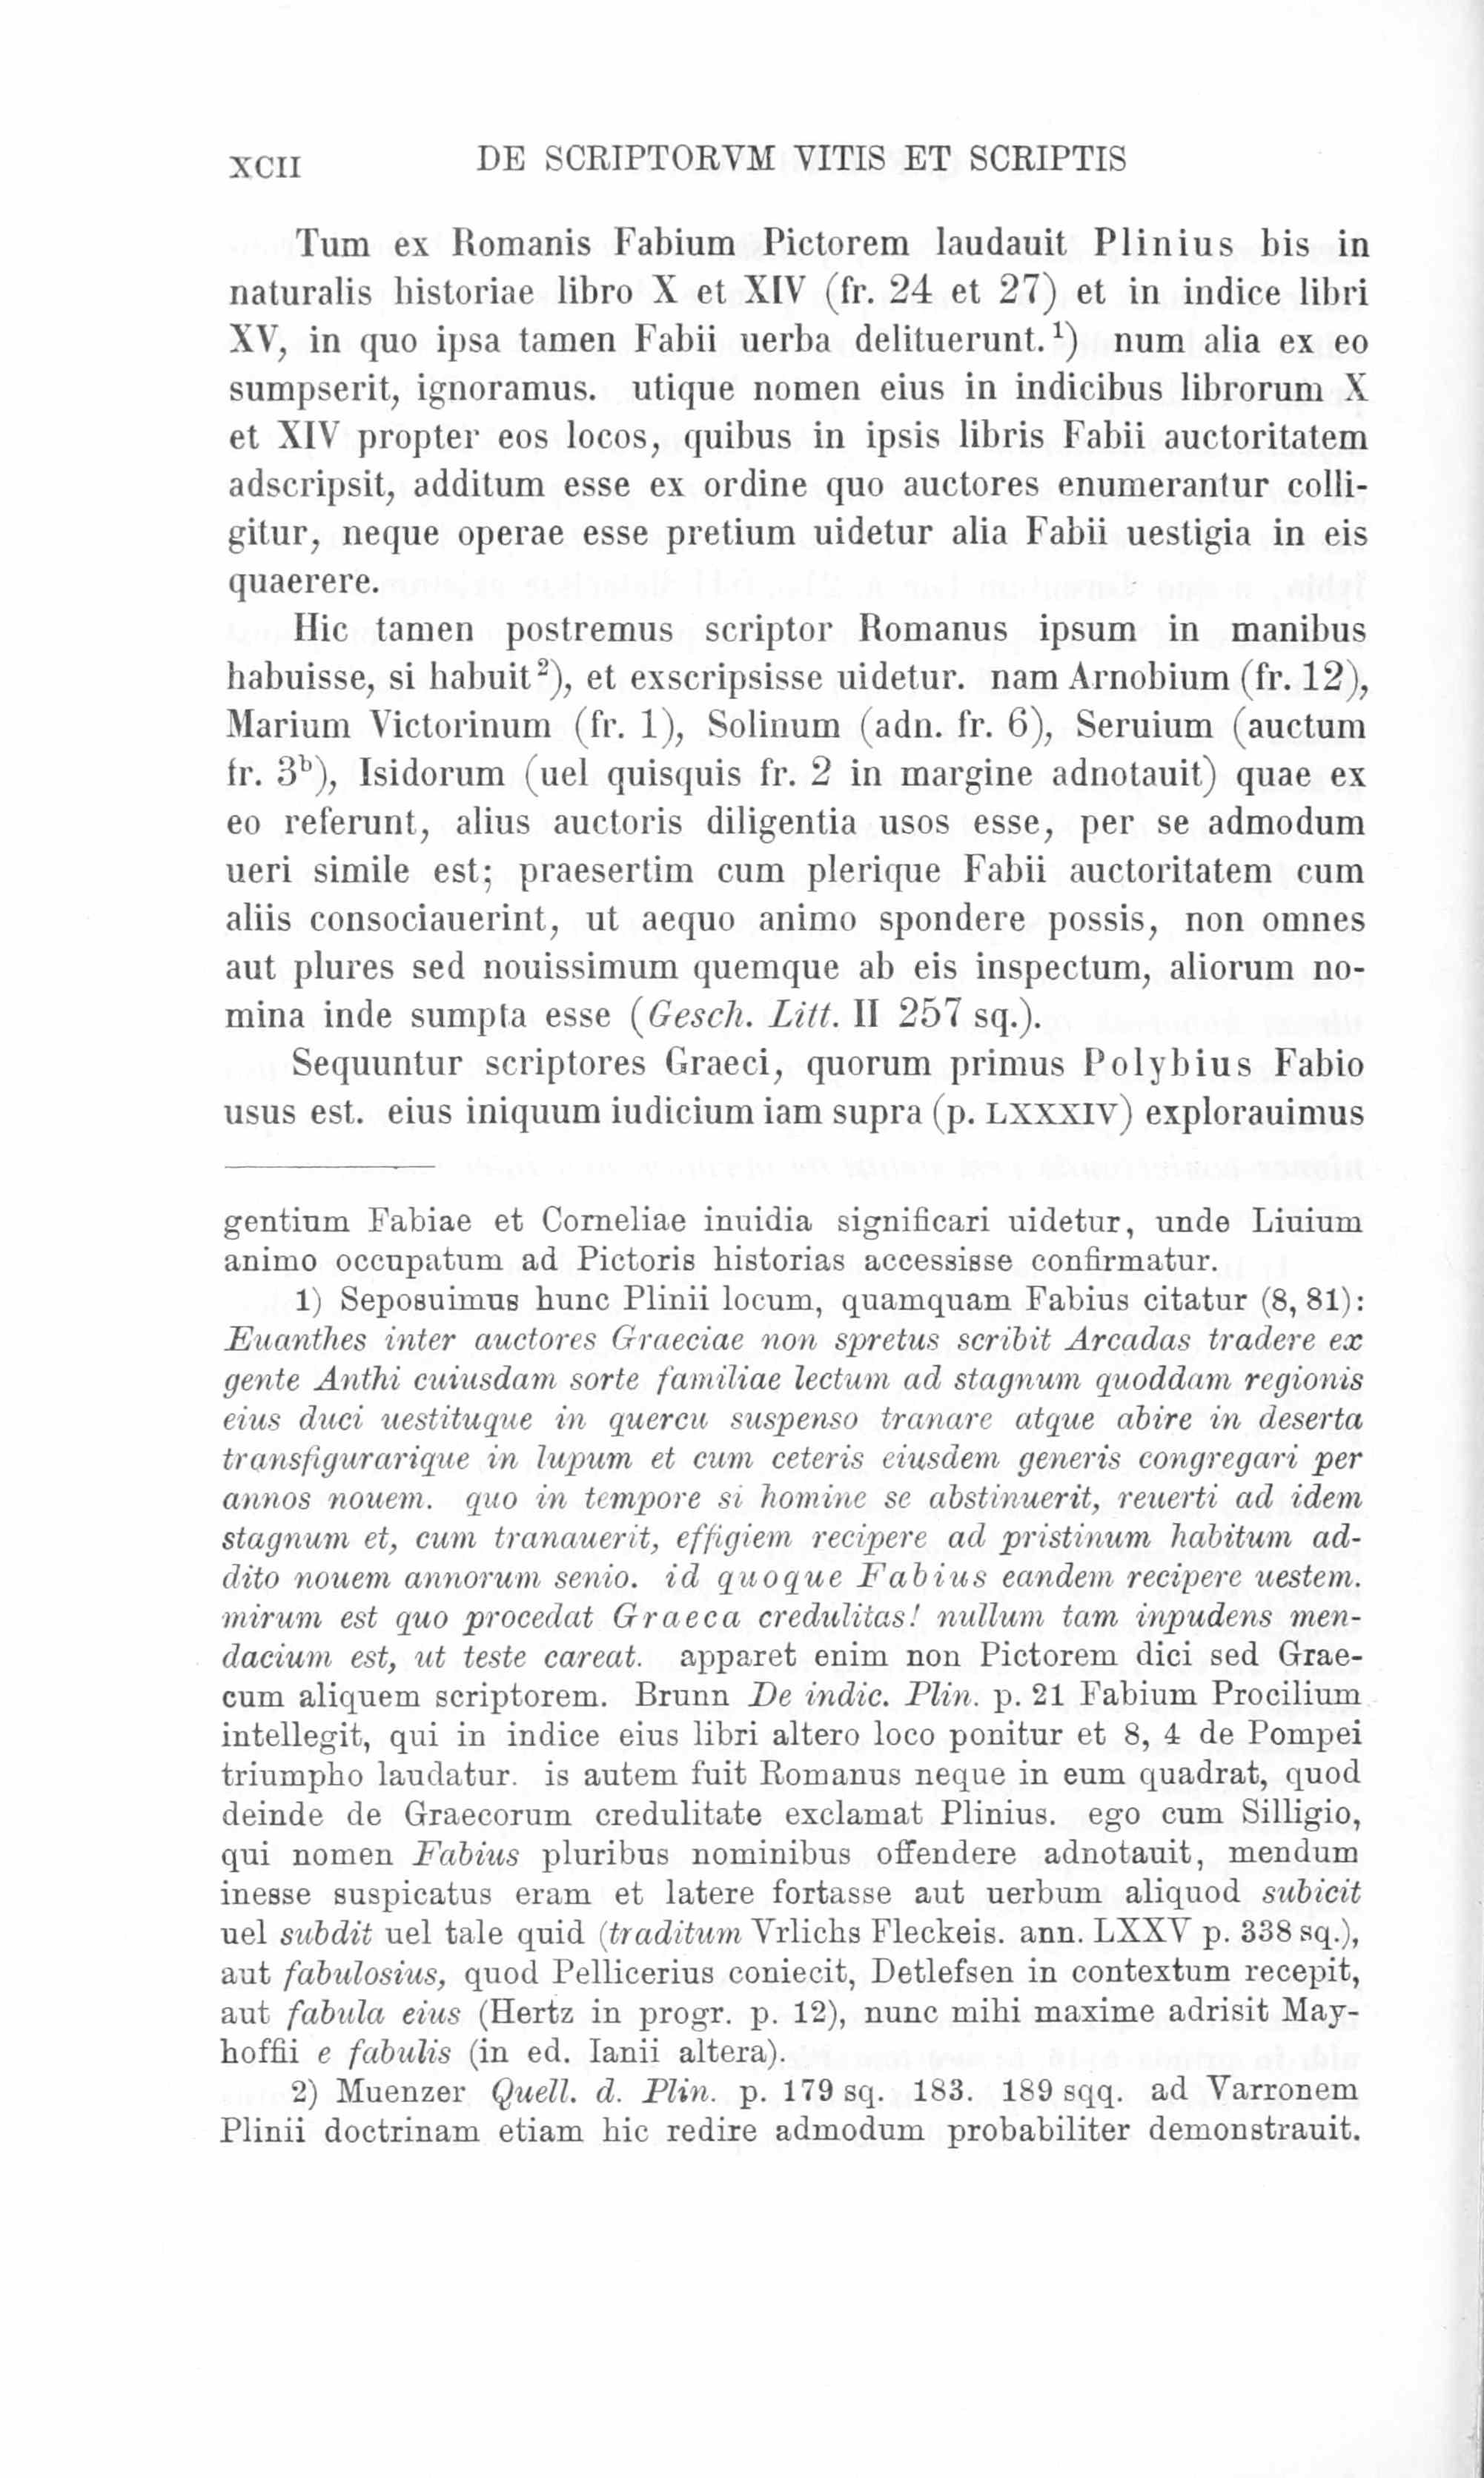 XCII DE SCRIPTORVM VITIS ET SCRIPTIS
Tum ex Romanis Fabium Pictorem laudauit Plinius bis in
naturalis historiae libro X et XIV (fr. 24 et 27) et in indice libri
XV, in quo ipsa tamen Fabii uerba delituerunt.¹) num alia ex eo
sumpserit, ignoramus. utique nomen eius in indicibus librorum X
et XIV propter eos locos, quibus in ipsis libris Fabii auctoritatem
adscripsit, additum esse ex ordine quo auctores enumerantur colli-
gitur, neque operae esse pretium uidetur alia Fabii uestigia in eis
quaerere.
Hic tamen postremus scriptor Romanus ipsum in manibus
habuisse, si habuit²), et exscripsisse uidetur. nam Arnobium (fr. 12),
Marium Victorinum (fr. 1), Solinum (adn. fr. 6), Seruium (auctum
fr. 3ᵇ), Isidorum (uel quisquis fr. 2 in margine adnotauit) quae ex
eo referunt, alius auctoris diligentia usos esse, per se admodum
ueri simile est; praesertim cum plerique Fabii auctoritatem cum
aliis consociauerint, ut aequo animo spondere possis, non omnes
aut plures sed nouissimum quemque ab eis inspectum, aliorum no-
mina inde sumpta esse (Gesch. Litt. II 257 sq.).
Sequuntur scriptores Graeci, quorum primus Polybius Fabio
usus est. eius iniquum iudicium iam supra (p. LXXXIV) explorauimus
gentium Fabiae et Corneliae inuidia significari uidetur, unde Liuium
animo occupatum ad Pictoris historias accessisse confirmatur.
1) Seposuimus hunc Plinii locum, quamquam Fabius citatur (8, 81):
Euanthes inter auctores Graeciae non spretus scribit Arcadas tradere ex
gente Anthi cuiusdam sorte familiae lectum ad stagnum quoddam regionis
eius duci uestituque in quercu suspenso tranare atque abire in deserta
transfigurarique in lupum et cum ceteris eiusdem generis congregari per
annos nouem. quo in tempore si homine se abstinuerit, reuerti ad idem
stagnum et, cum tranauerit, effigiem recipere ad pristinum habitum ad-
dito nouem annorum senio. id quoque Fabius eandem recipere uestem.
mirum est quo procedat Graeca credulitas! nullum tam inpudens men-
dacium est, ut teste careat. apparet enim non Pictorem dici sed Grae-
cum aliquem scriptorem. Brunn De indic. Plin. p. 21 Fabium Procilium
intellegit, qui in indice eius libri altero loco ponitur et 8, 4 de Pompei
triumpho laudatur. is autem fuit Romanus neque in eum quadrat, quod
deinde de Graecorum credulitate exclamat Plinius. ego cum Silligio,
qui nomen Fabius pluribus nominibus offendere adnotauit, mendum
inesse suspicatus eram et latere fortasse aut uerbum aliquod subicit
uel subdit uel tale quid (traditum Vrlichs Fleckeis. ann. LXXV p. 338 sq.),
aut fabulosius, quod Pellicerius coniecit, Detlefsen in contextum recepit,
aut fabula eius (Hertz in progr. p. 12), nunc mihi maxime adrisit May-
hoffii e fabulis (in ed. Ianii altera).
2) Muenzer Quell. d. Plin. p. 179 sq. 183. 189 sqq. ad Varronem
Plinii doctrinam etiam hic redire admodum probabiliter demonstrauit.